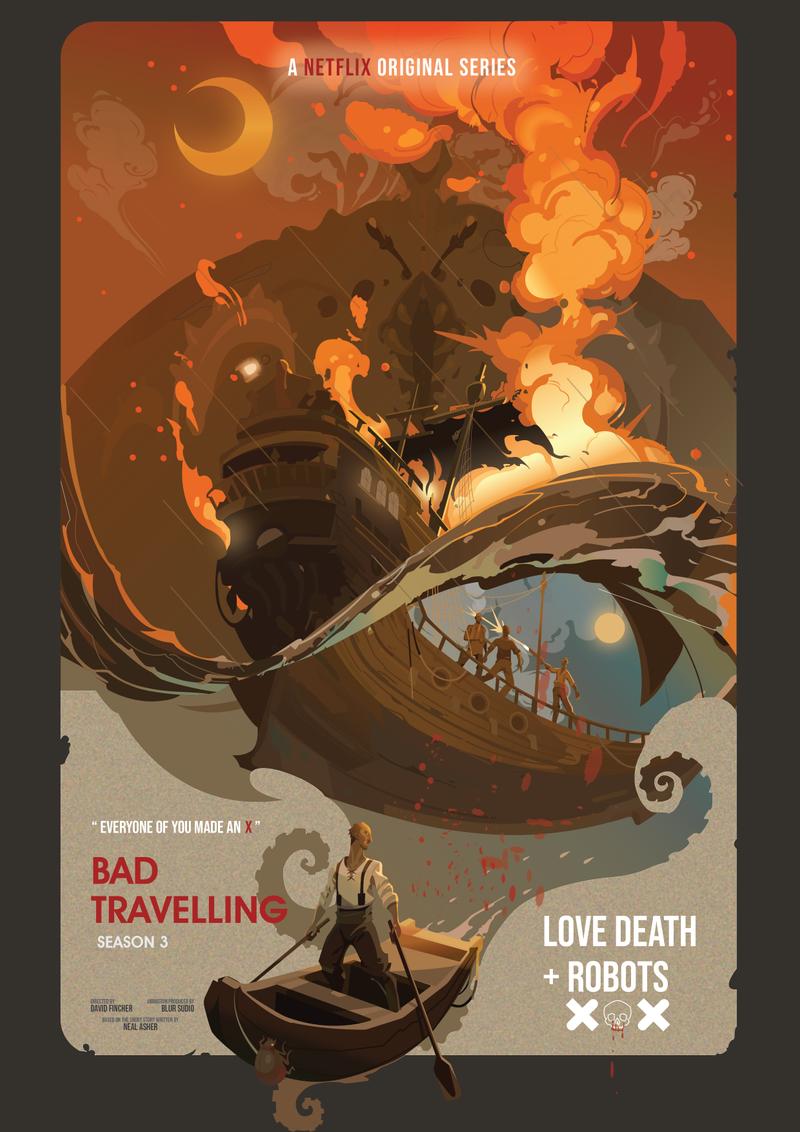 A NETFLIX ORIGINAL SERIES
“ EVERYONE OF YOU MADE AN X ”
BAD
TRAVELLING
SEASON 3
LOVE DEATH
+ ROBOTS
DIRECTED BY
DAVID FINCHER
ANIMATION PRODUCED BY
BLUR SUDIO
BASED ON THE SHORT STORY WRITTEN BY
NEAL ASHER